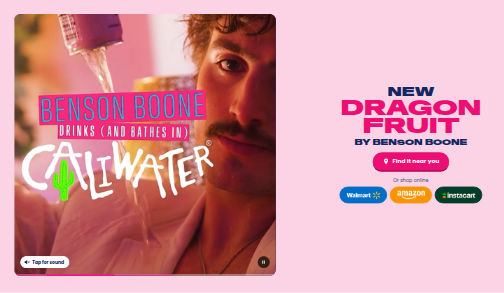 BENSON BOONE
DRINKS (AND BATHES IN)
CALIWATER®
Tap for sound
NEW
DRAGON
FRUIT
BY BENSON BOONE
Find it near you
Or shop online
Walmart
amazon
instacart